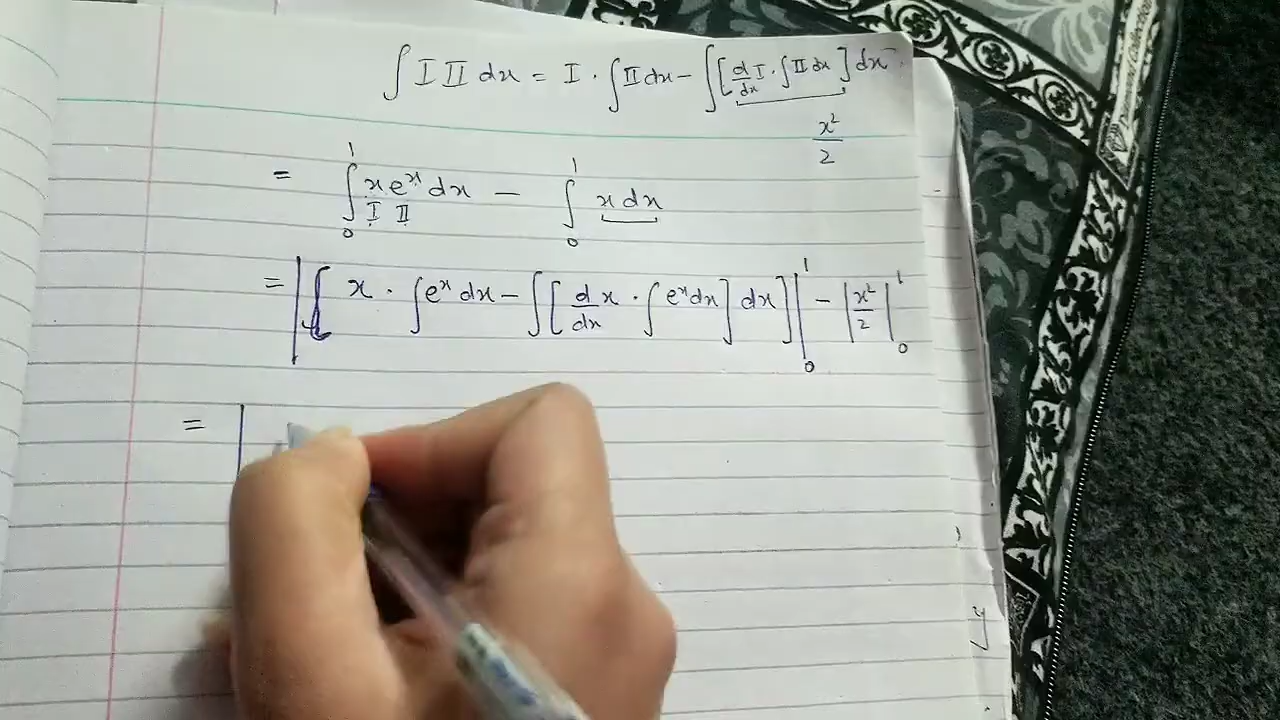 ∫ I II dx = I · ∫ II dx − ∫ [ d/dx I · ∫ II dx ] dx
x²/2
= ∫₀¹ x eˣ dx − ∫₀¹ x dx
I II
= | [ x · ∫ eˣ dx − ∫ [ d/dx x · ∫ eˣ dx ] dx ] |₀¹ − | x²/2 |₀¹
= |